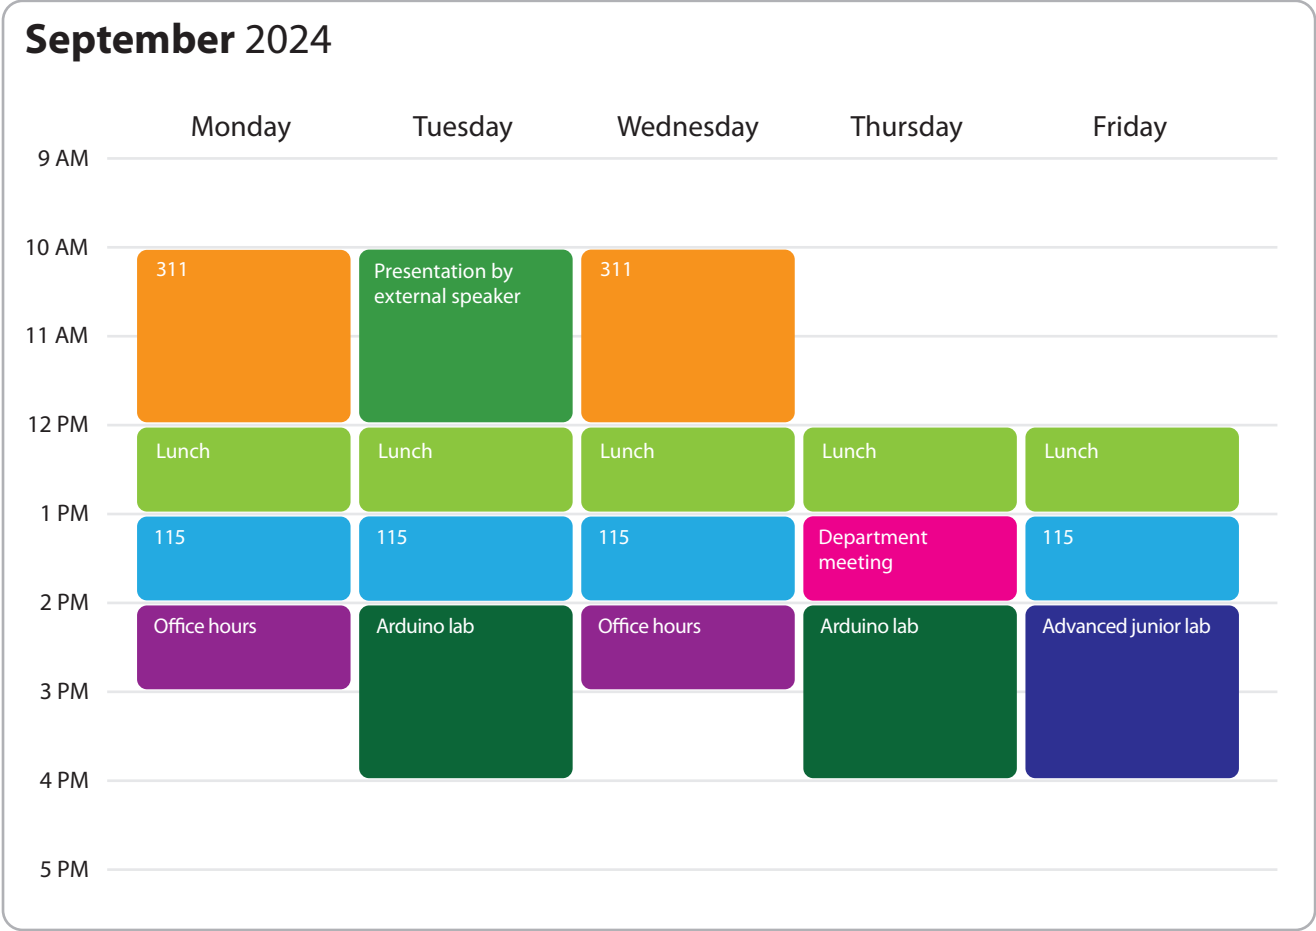 September 2024
Monday Tuesday Wednesday Thursday Friday
9 AM
10 AM
311 Presentation by 311
external speaker
11 AM
12 PM
Lunch Lunch Lunch Lunch Lunch
1 PM
115 115 115 Department 115
meeting
2 PM
Office hours Arduino lab Office hours Arduino lab Advanced junior lab
3 PM
4 PM
5 PM